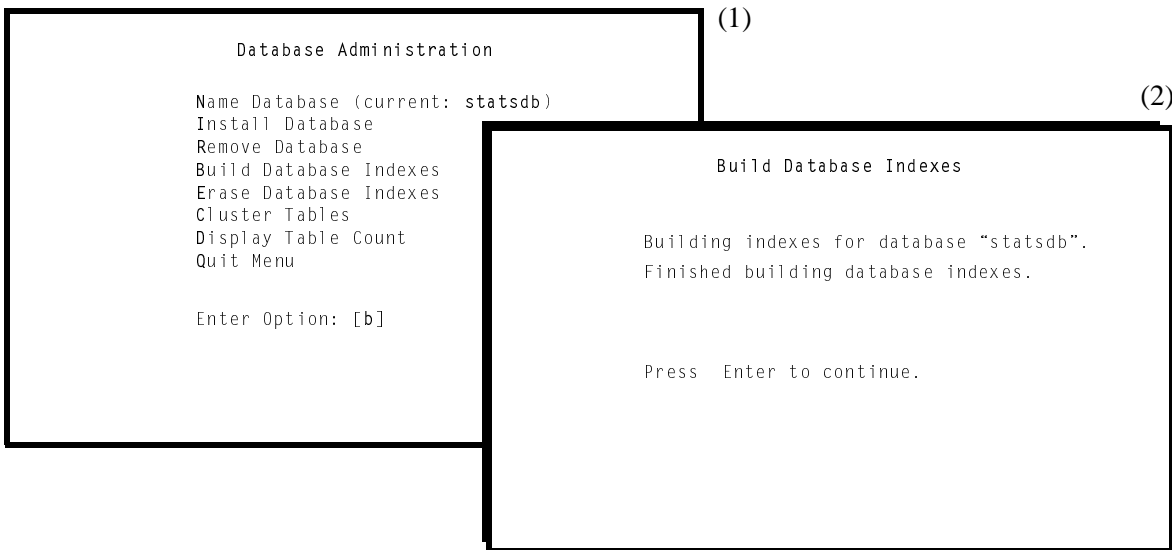 (1)
Database Administration
Name Database (current: statsdb)
Install Database
Remove Database
Build Database Indexes
Erase Database Indexes
Cluster Tables
Display Table Count
Quit Menu
Enter Option: [b]
(2)
Build Database Indexes
Building indexes for database “statsdb”.
Finished building database indexes.
Press Enter to continue.